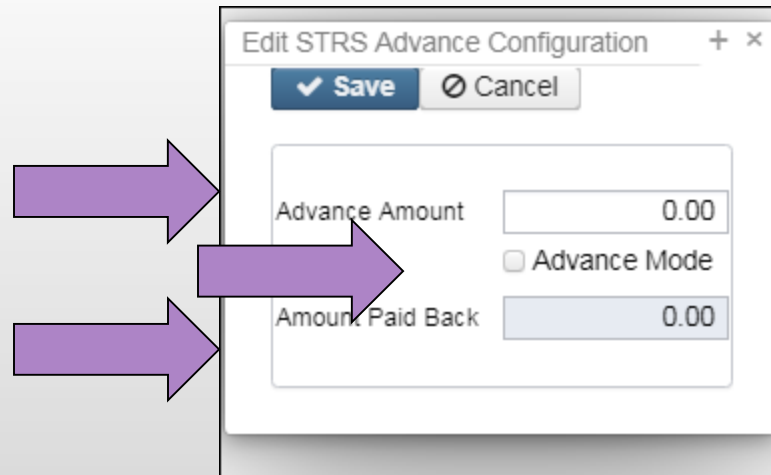 Edit STRS Advance Configuration
Save Cancel
Advance Amount 0.00
Advance Mode
Amount Paid Back 0.00